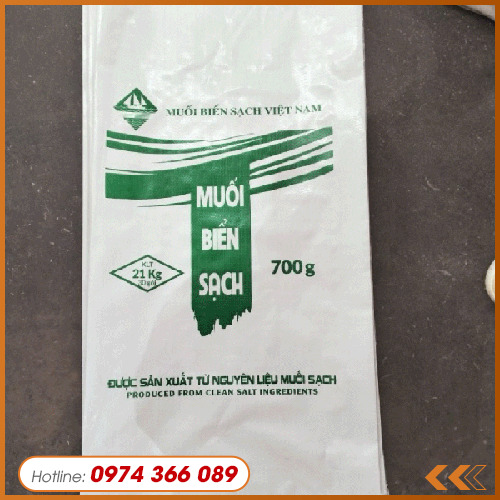 MUỐI BIỂN SẠCH VIỆT NAM
MUỐI
BIỂN
SẠCH
700g
KLT
21 Kg
ĐƯỢC SẢN XUẤT TỪ NGUYÊN LIỆU MUỐI SẠCH
PRODUCED FROM CLEAN SALT INGREDIENTS
Hotline: 0974 366 089